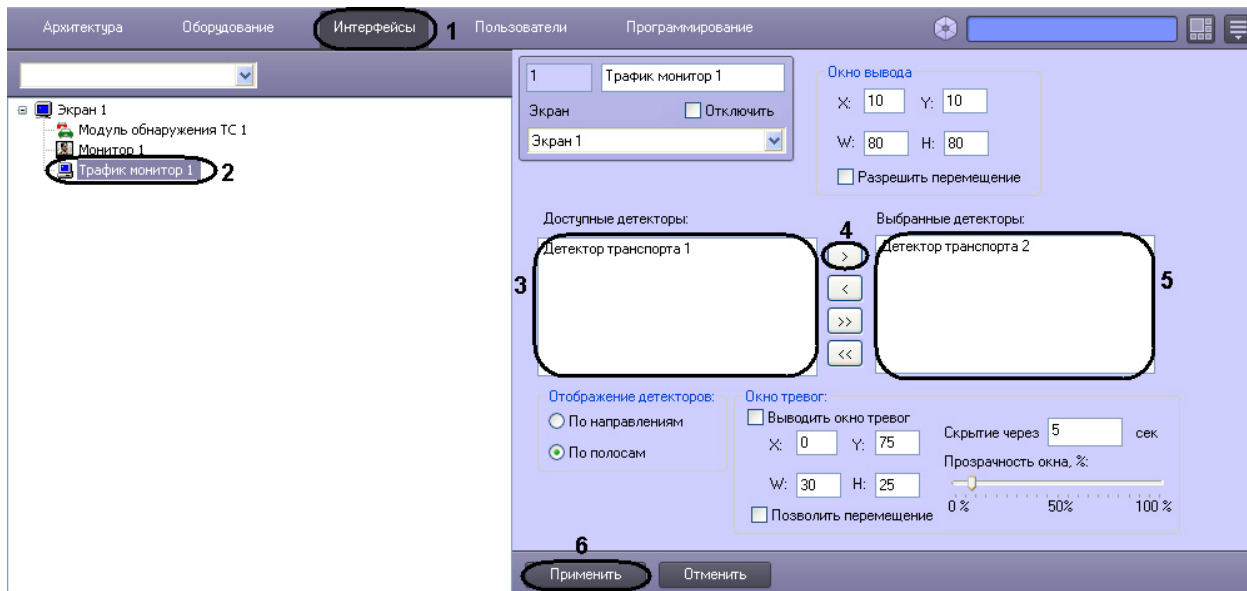 Архитектура Оборудование Интерфейсы 1 Пользователи Программирование
Экран 1
Модуль обнаружения ТС 1
Монитор 1
Трафик монитор 1 2
1 Трафик монитор 1
Экран Отключить
Экран 1
Окно вывода
X: 10 Y: 10
W: 80 H: 80
Разрешить перемещение
Доступные детекторы: 4 Выбранные детекторы:
Детектор транспорта 1 > Детектор транспорта 2
3 < 5
>>
<<
Отображение детекторов:
По направлениям
По полосам
Окно тревог:
Выводить окно тревог
X: 0 Y: 75
W: 30 H: 25
Позволить перемещение
Скрытие через 5 сек
Прозрачность окна, %:
0 % 50% 100 %
6
Применить Отменить